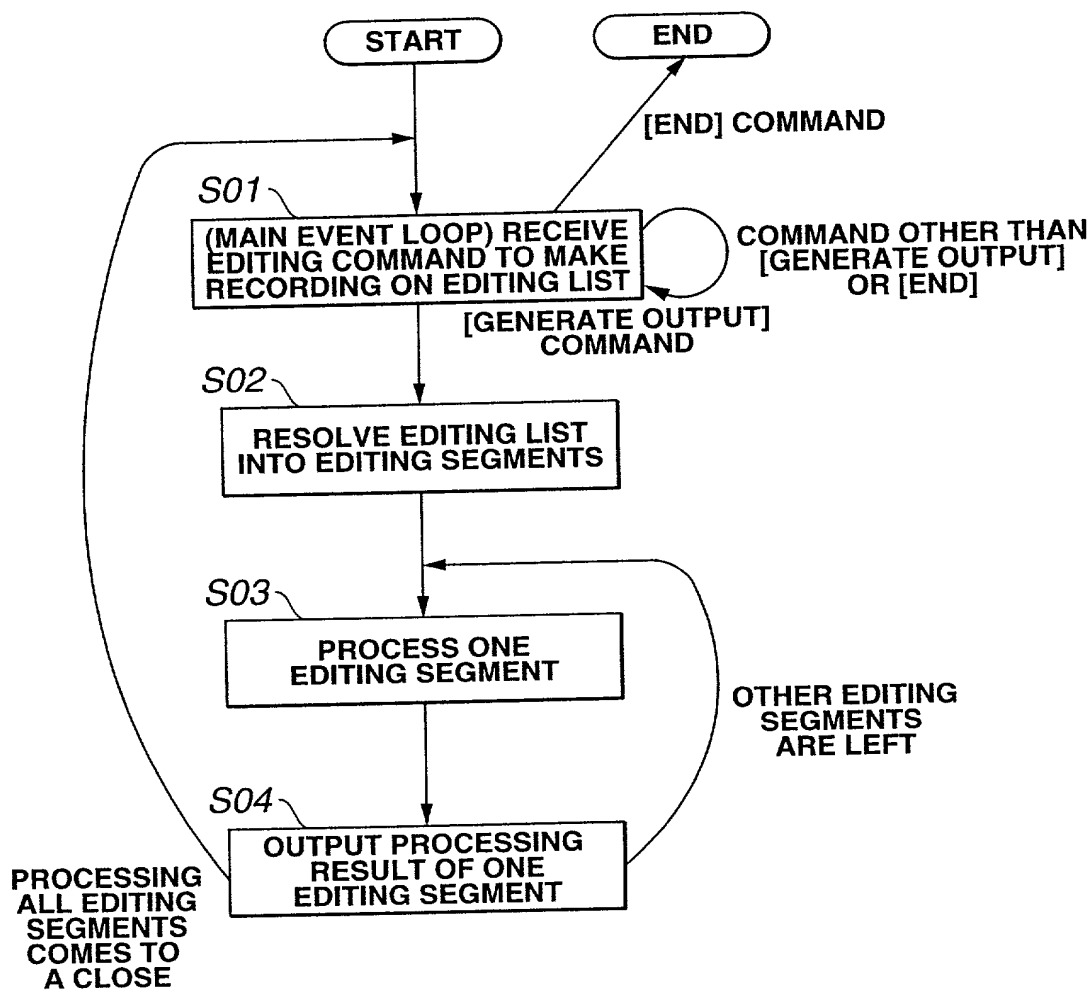 START
END
[END] COMMAND
S01
(MAIN EVENT LOOP) RECEIVE
EDITING COMMAND TO MAKE
RECORDING ON EDITING LIST
COMMAND OTHER THAN
[GENERATE OUTPUT]
OR [END]
[GENERATE OUTPUT]
COMMAND
S02
RESOLVE EDITING LIST
INTO EDITING SEGMENTS
S03
PROCESS ONE
EDITING SEGMENT
OTHER EDITING
SEGMENTS
ARE LEFT
S04
OUTPUT PROCESSING
RESULT OF ONE
EDITING SEGMENT
PROCESSING
ALL EDITING
SEGMENTS
COMES TO
A CLOSE